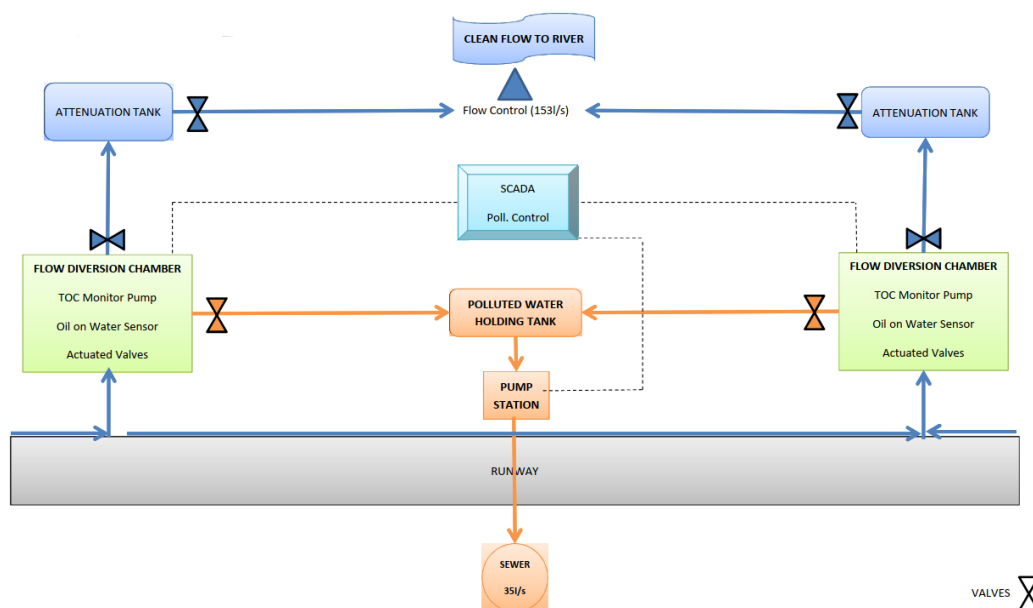 CLEAN FLOW TO RIVER
ATTENUATION TANK
Flow Control (153l/s)
ATTENUATION TANK
SCADA
Poll. Control
FLOW DIVERSION CHAMBER
TOC Monitor Pump
Oil on Water Sensor
Actuated Valves
POLLUTED WATER
HOLDING TANK
FLOW DIVERSION CHAMBER
TOC Monitor Pump
Oil on Water Sensor
Actuated Valves
PUMP
STATION
RUNWAY
SEWER
35l/s
VALVES